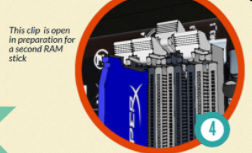 This clip is open
in preparation for
a second RAM
stick
4